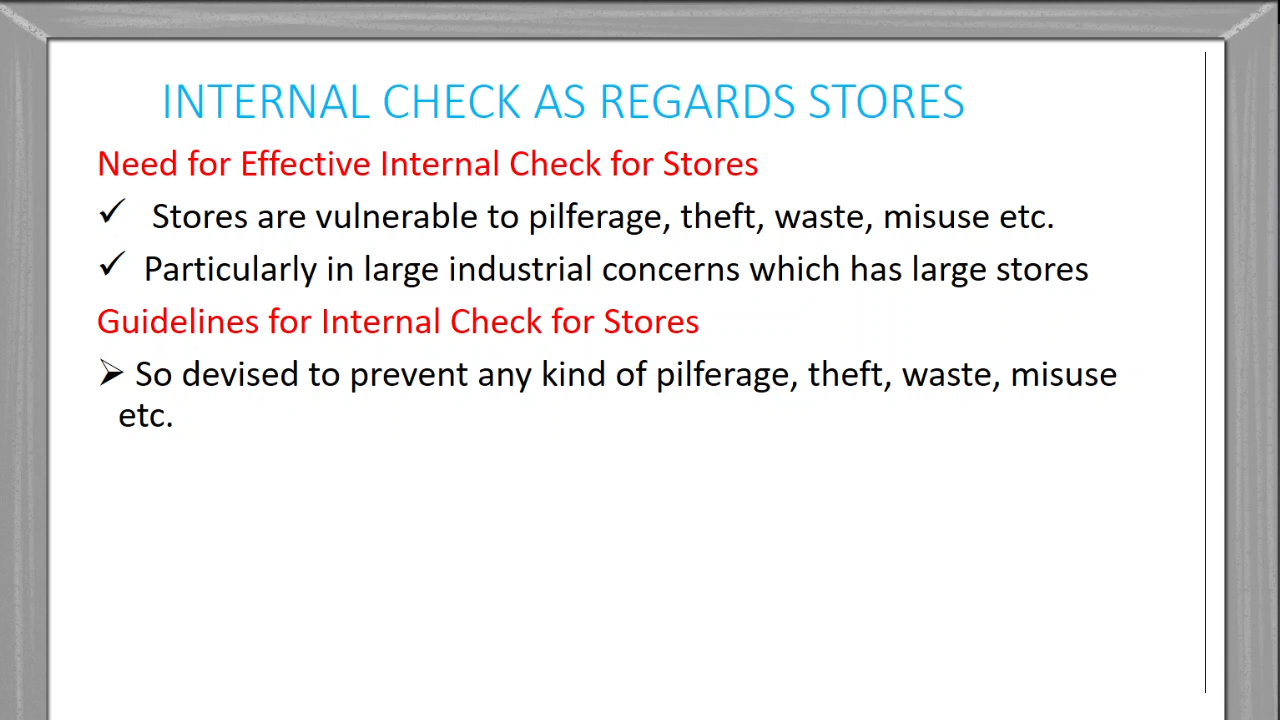 INTERNAL CHECK AS REGARDS STORES
Need for Effective Internal Check for Stores
✓ Stores are vulnerable to pilferage, theft, waste, misuse etc.
✓ Particularly in large industrial concerns which has large stores
Guidelines for Internal Check for Stores
➢ So devised to prevent any kind of pilferage, theft, waste, misuse
etc.